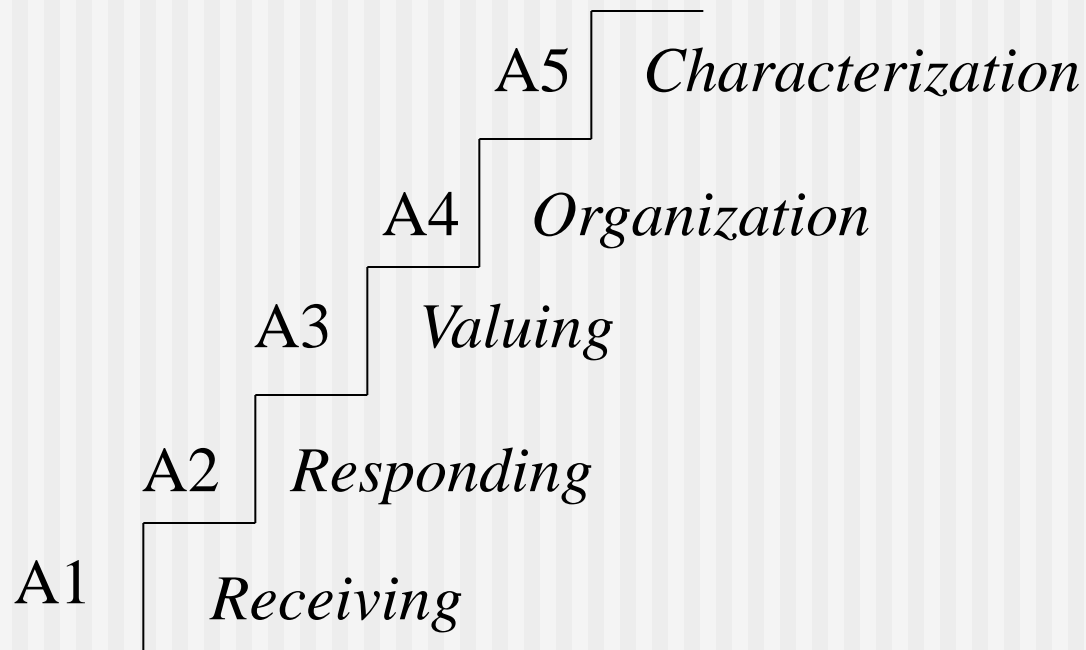 A5 Characterization
A4 Organization
A3 Valuing
A2 Responding
A1 Receiving